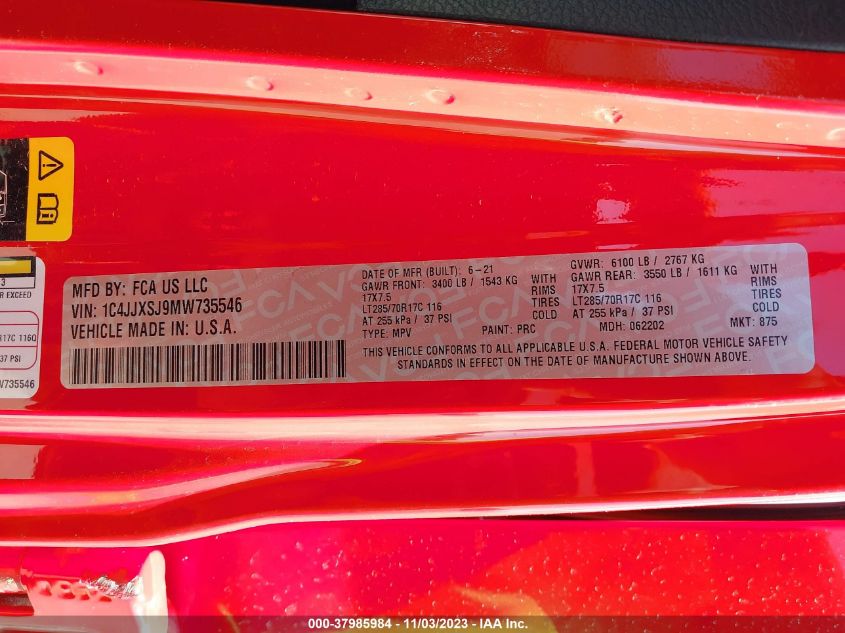 MFD BY: FCA US LLC
VIN: 1C4JJXSJ9MW735546
VEHICLE MADE IN U.S.A.
DATE OF MFR (BUILT): 6-21
GVWR: 6100 LB / 2767 KG
GAWR FRONT: 3400 LB / 1543 KG WITH
GAWR REAR: 3550 LB / 1611 KG WITH
17X7.5 RIMS
17X7.5 RIMS
LT285/70R17C 116 TIRES
LT285/70R17C 116 TIRES
AT 255 kPa / 37 PSI
AT 255 kPa / 37 PSI
TYPE: MPV PAINT: PRC MDH: 062202 MKT: 875
THIS VEHICLE CONFORMS TO ALL APPLICABLE U.S.A. FEDERAL MOTOR VEHICLE SAFETY
STANDARDS IN EFFECT ON THE DATE OF MANUFACTURE SHOWN ABOVE.
3
R EXCEED
R17C 116Q
37 PSI
W735546
000-37985984 - 11/03/2023 - IAA Inc.